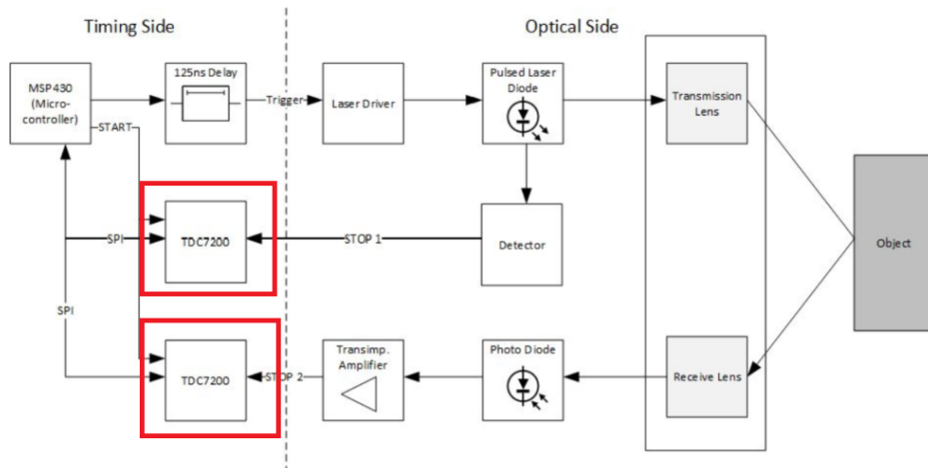 Timing Side
Optical Side
MSP430
(Micro-
controller)
125ns Delay
Trigger
Laser Driver
Pulsed Laser
Diode
Transmission
Lens
START
TDC7200
SPI
STOP 1
Detector
Object
SPI
TDC7200
STOP 2
Transimp.
Amplifier
Photo Diode
Receive Lens